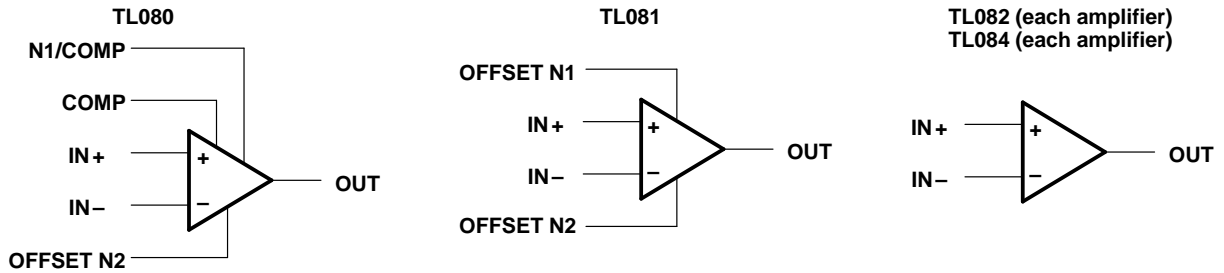 TL080
N1/COMP
COMP
IN+
+
IN−
−
OUT
OFFSET N2
TL081
OFFSET N1
IN+
+
IN−
−
OUT
OFFSET N2
TL082 (each amplifier)
TL084 (each amplifier)
IN+
+
IN−
−
OUT